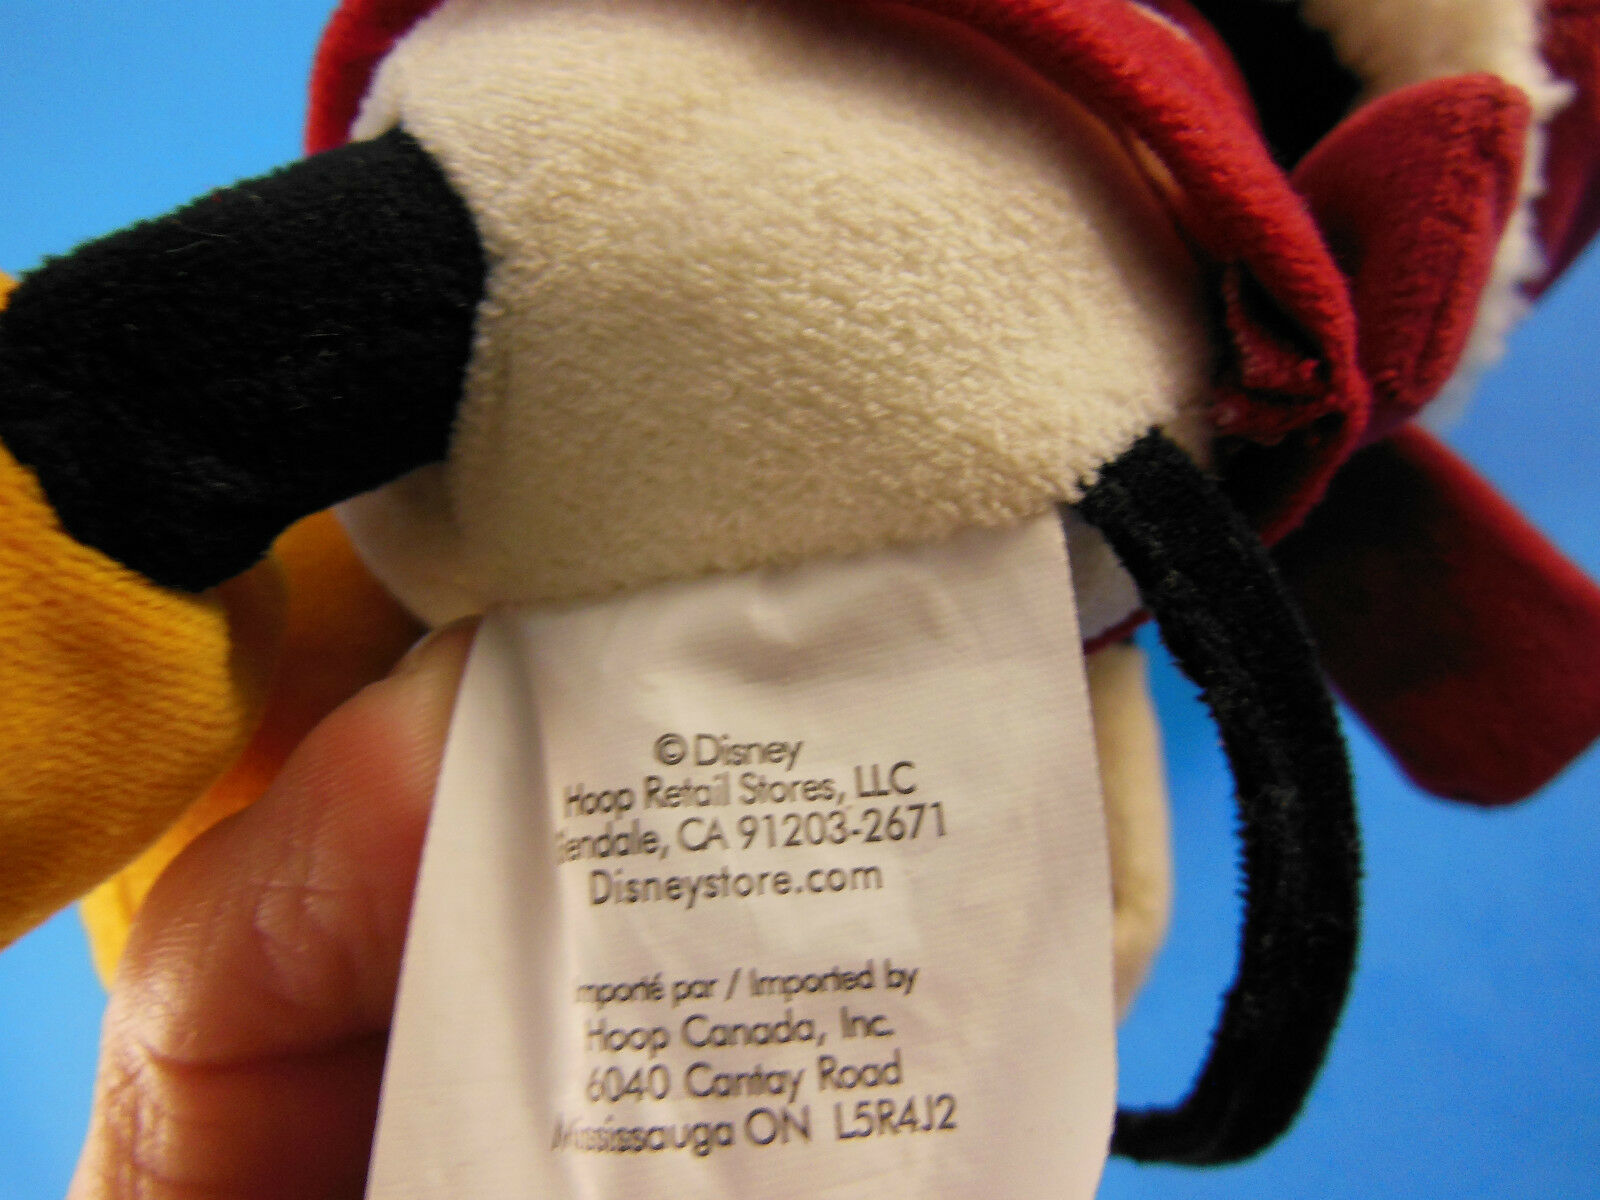 © Disney
Hoop Retail Stores, LLC
Glendale, CA 91203-2671
Disneystore.com
Importé par / Imported by
Hoop Canada, Inc.
6040 Cantay Road
Mississauga ON L5R4J2